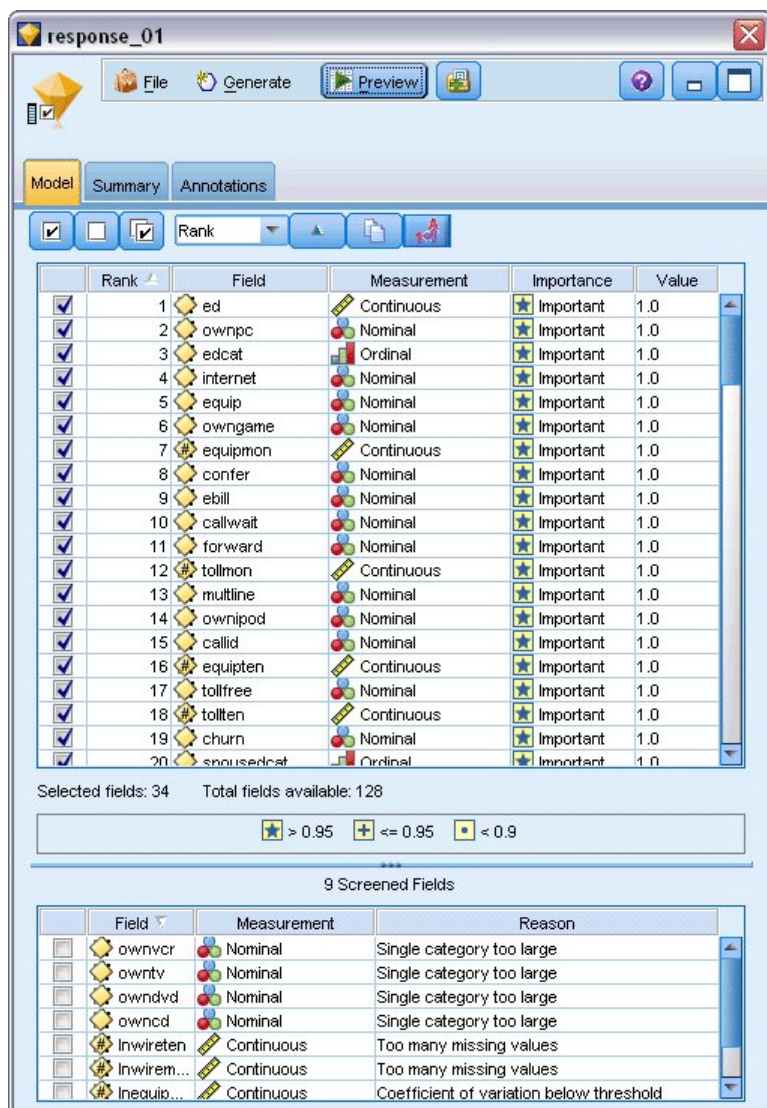 response_01
File Generate Preview
Model Summary Annotations
Rank
Rank Field Measurement Importance Value
1 ed Continuous Important 1.0
2 ownpc Nominal Important 1.0
3 edcat Ordinal Important 1.0
4 internet Nominal Important 1.0
5 equip Nominal Important 1.0
6 owngame Nominal Important 1.0
7 equipmon Continuous Important 1.0
8 confer Nominal Important 1.0
9 ebill Nominal Important 1.0
10 callwait Nominal Important 1.0
11 forward Nominal Important 1.0
12 tollmon Continuous Important 1.0
13 multline Nominal Important 1.0
14 ownipod Nominal Important 1.0
15 callid Nominal Important 1.0
16 equipten Continuous Important 1.0
17 tollfree Nominal Important 1.0
18 tollten Continuous Important 1.0
19 churn Nominal Important 1.0
20 spousedcat Ordinal Important 1.0
Selected fields: 34 Total fields available: 128
> 0.95 <= 0.95 < 0.9
9 Screened Fields
Field Measurement Reason
ownvcr Nominal Single category too large
owntv Nominal Single category too large
owndvd Nominal Single category too large
owncd Nominal Single category too large
lnwireten Continuous Too many missing values
lnwirem... Continuous Too many missing values
lnequip... Continuous Coefficient of variation below threshold